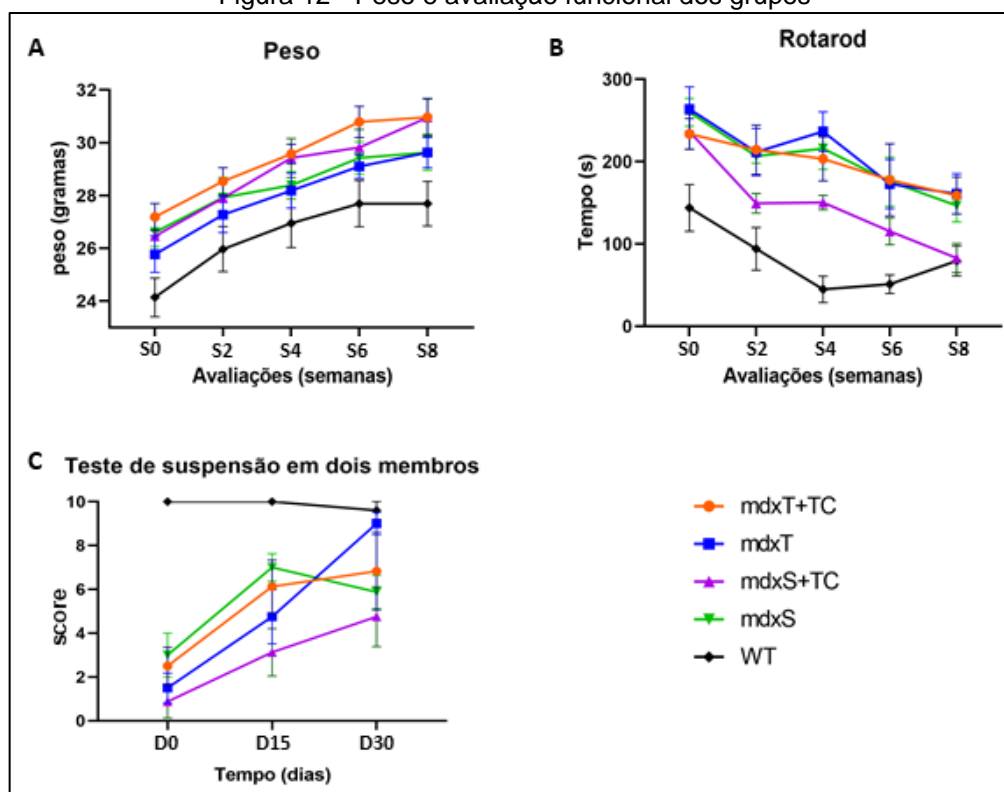 Figura 12 - Peso e avaliação funcional dos grupos
A
Peso
32
30
28
26
24
peso (gramas)
S0 S2 S4 S6 S8
Avaliações (semanas)
B
Rotarod
300
200
100
0
Tempo (s)
S0 S2 S4 S6 S8
Avaliações (semanas)
C Teste de suspensão em dois membros
10
8
6
4
2
0
score
D0 D15 D30
Tempo (dias)
mdxT+TC
mdxT
mdxS+TC
mdxS
WT